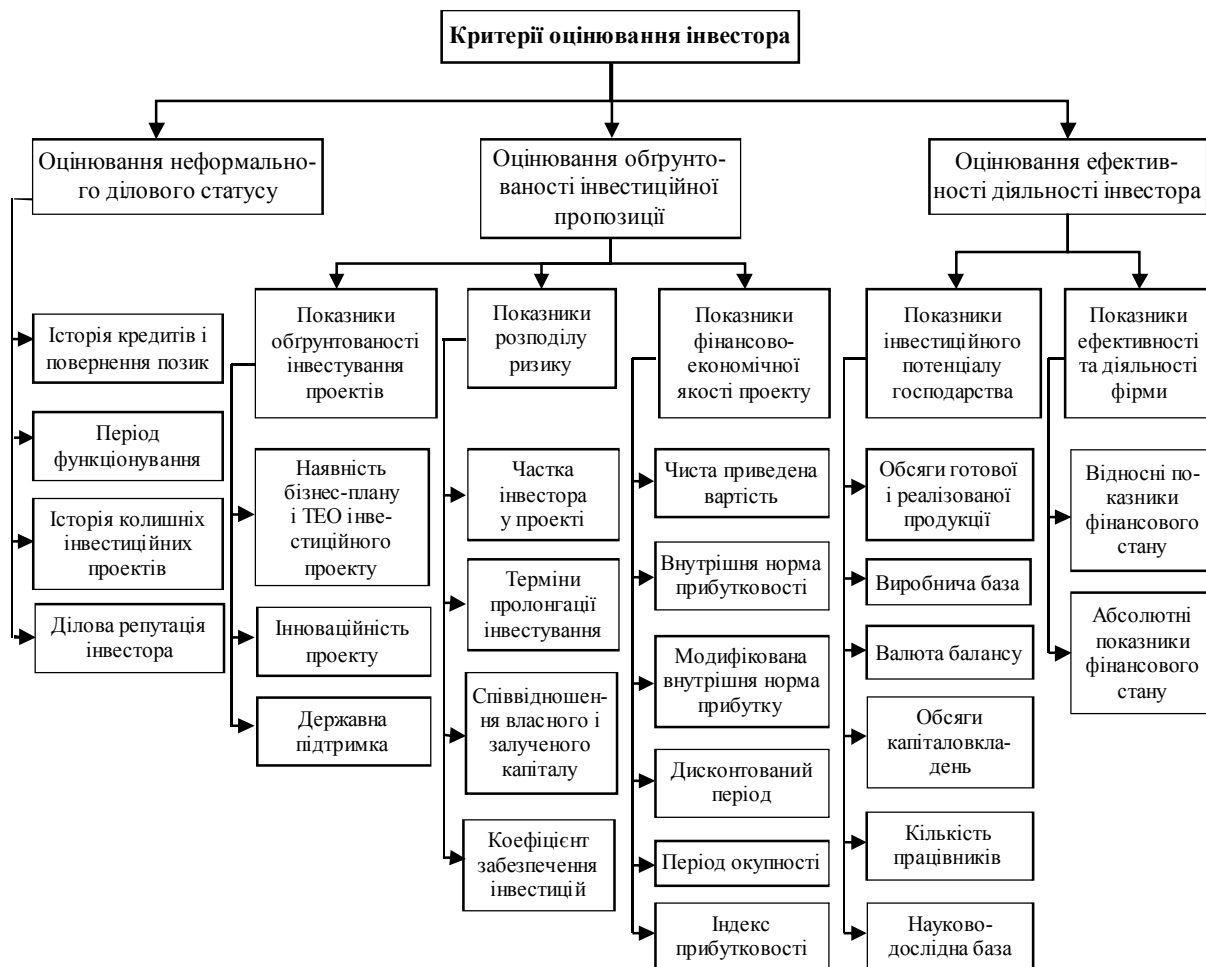 Критерії оцінювання інвестора
Оцінювання неформально-
го ділового статусу
Оцінювання обґрунто-
ваності інвестиційної
пропозиції
Оцінювання ефектив-
ності діяльності інвестора
Історія кредитів і
повернення позик
Період
функціонування
Історія колишніх
інвестиційних
проектів
Ділова репутація
інвестора
Показники
обґрунтованості
інвестування
проектів
Наявність
бізнес-плану
і ТЕО інве-
стиційного
проекту
Інноваційність
проекту
Державна
підтримка
Показники
розподілу
ризику
Частка
інвестора
у проекті
Терміни
пролонгації
інвестування
Співвідношен-
ня власного і
залученого
капіталу
Коефіцієнт
забезпечення
інвестицій
Показники
фінансово-
економічної
якості проекту
Чиста приведена
вартість
Внутрішня норма
прибутковості
Модифікована
внутрішня норма
прибутку
Дисконтований
період
Період окупності
Індекс
прибутковості
Показники
інвестиційного
потенціалу
господарства
Обсяги готової
і реалізованої
продукції
Виробнича база
Валюта балансу
Обсяги
капіталовкла-
день
Кількість
працівників
Науково-
дослідна база
Показники
ефективності
та діяльності
фірми
Відносні по-
казники
фінансового
стану
Абсолютні
показники
фінансового
стану